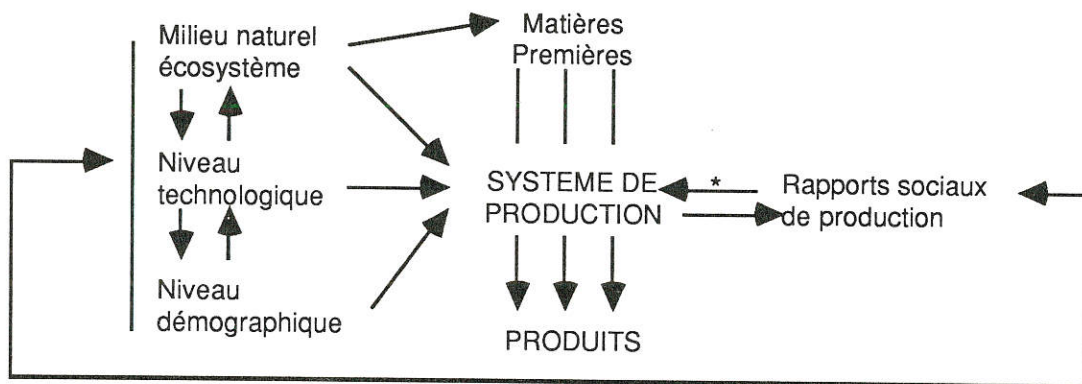 Milieu naturel
écosystème
Matières
Premières
Niveau
technologique
SYSTEME DE
PRODUCTION
*
Rapports sociaux
de production
Niveau
démographique
PRODUITS